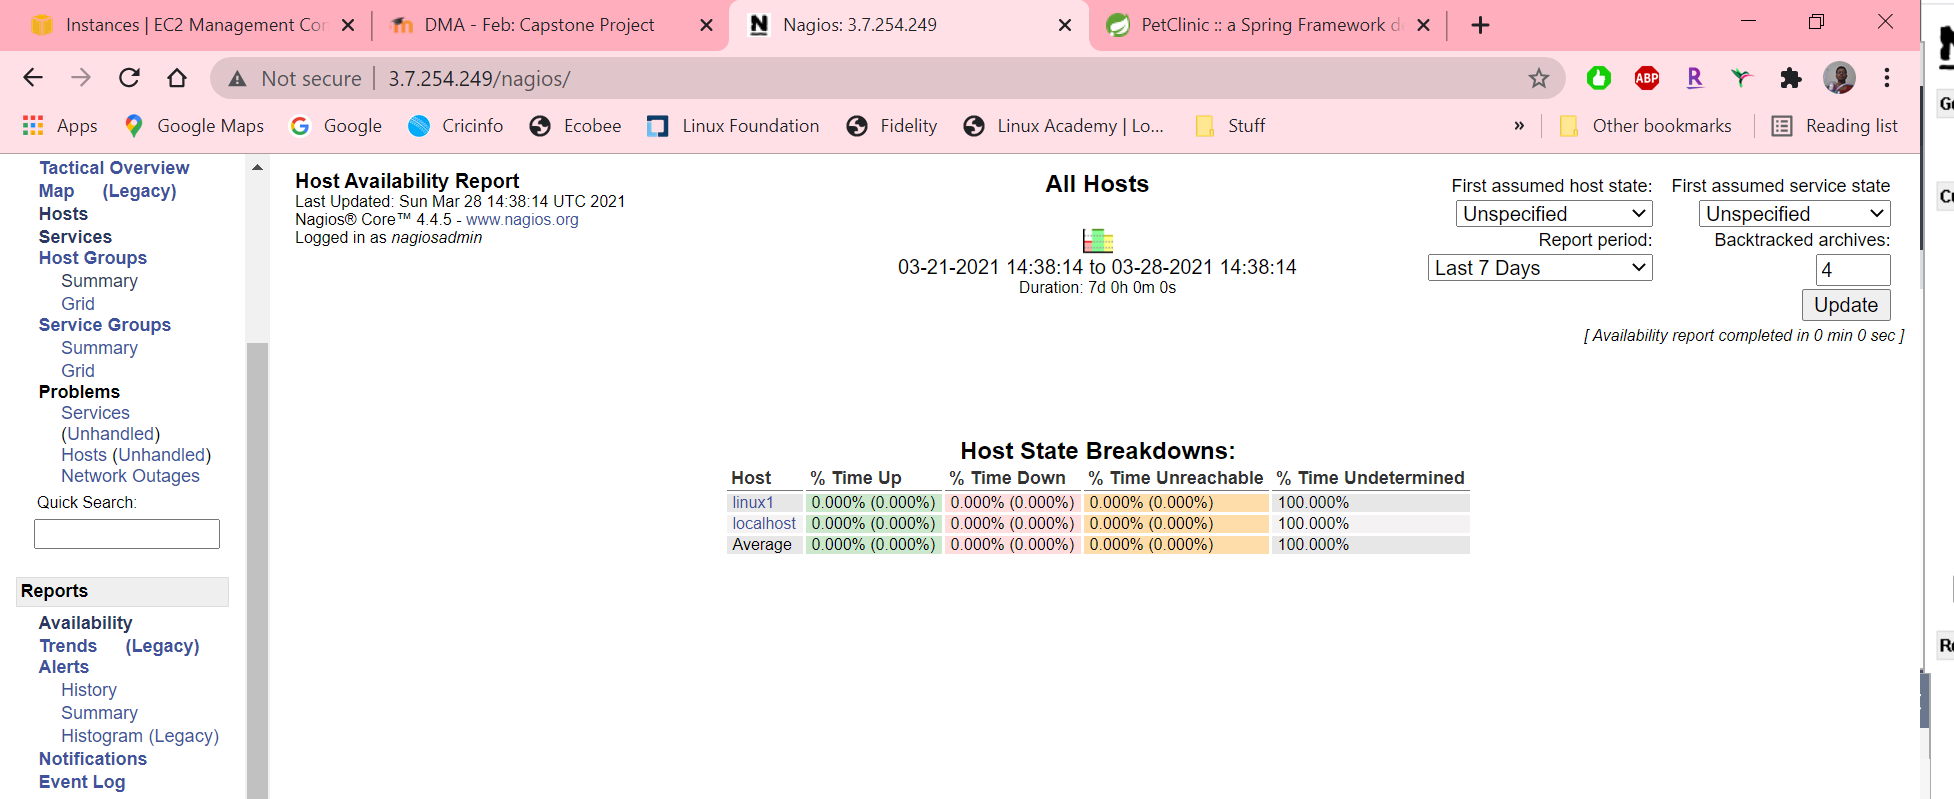 Instances | EC2 Management Con
DMA - Feb: Capstone Project
Nagios: 3.7.254.249
PetClinic :: a Spring Framework de
Not secure | 3.7.254.249/nagios/
ABP
R
Apps
Google Maps
Google
Cricinfo
Ecobee
Linux Foundation
Fidelity
Linux Academy | Lo...
Stuff
»
Other bookmarks
Reading list
Tactical Overview
Map (Legacy)
Hosts
Services
Host Groups
Summary
Grid
Service Groups
Summary
Grid
Problems
Services
(Unhandled)
Hosts (Unhandled)
Network Outages
Quick Search:
Reports
Availability
Trends (Legacy)
Alerts
History
Summary
Histogram (Legacy)
Notifications
Event Log
Host Availability Report
Last Updated: Sun Mar 28 14:38:14 UTC 2021
Nagios® Core™ 4.4.5 - www.nagios.org
Logged in as nagiosadmin
All Hosts
03-21-2021 14:38:14 to 03-28-2021 14:38:14
Duration: 7d 0h 0m 0s
First assumed host state: First assumed service state
Unspecified Unspecified
Report period: Backtracked archives:
Last 7 Days 4
Update
[ Availability report completed in 0 min 0 sec ]
Host State Breakdowns:
Host % Time Up % Time Down % Time Unreachable % Time Undetermined
linux1 0.000% (0.000%) 0.000% (0.000%) 0.000% (0.000%) 100.000%
localhost 0.000% (0.000%) 0.000% (0.000%) 0.000% (0.000%) 100.000%
Average 0.000% (0.000%) 0.000% (0.000%) 0.000% (0.000%) 100.000%